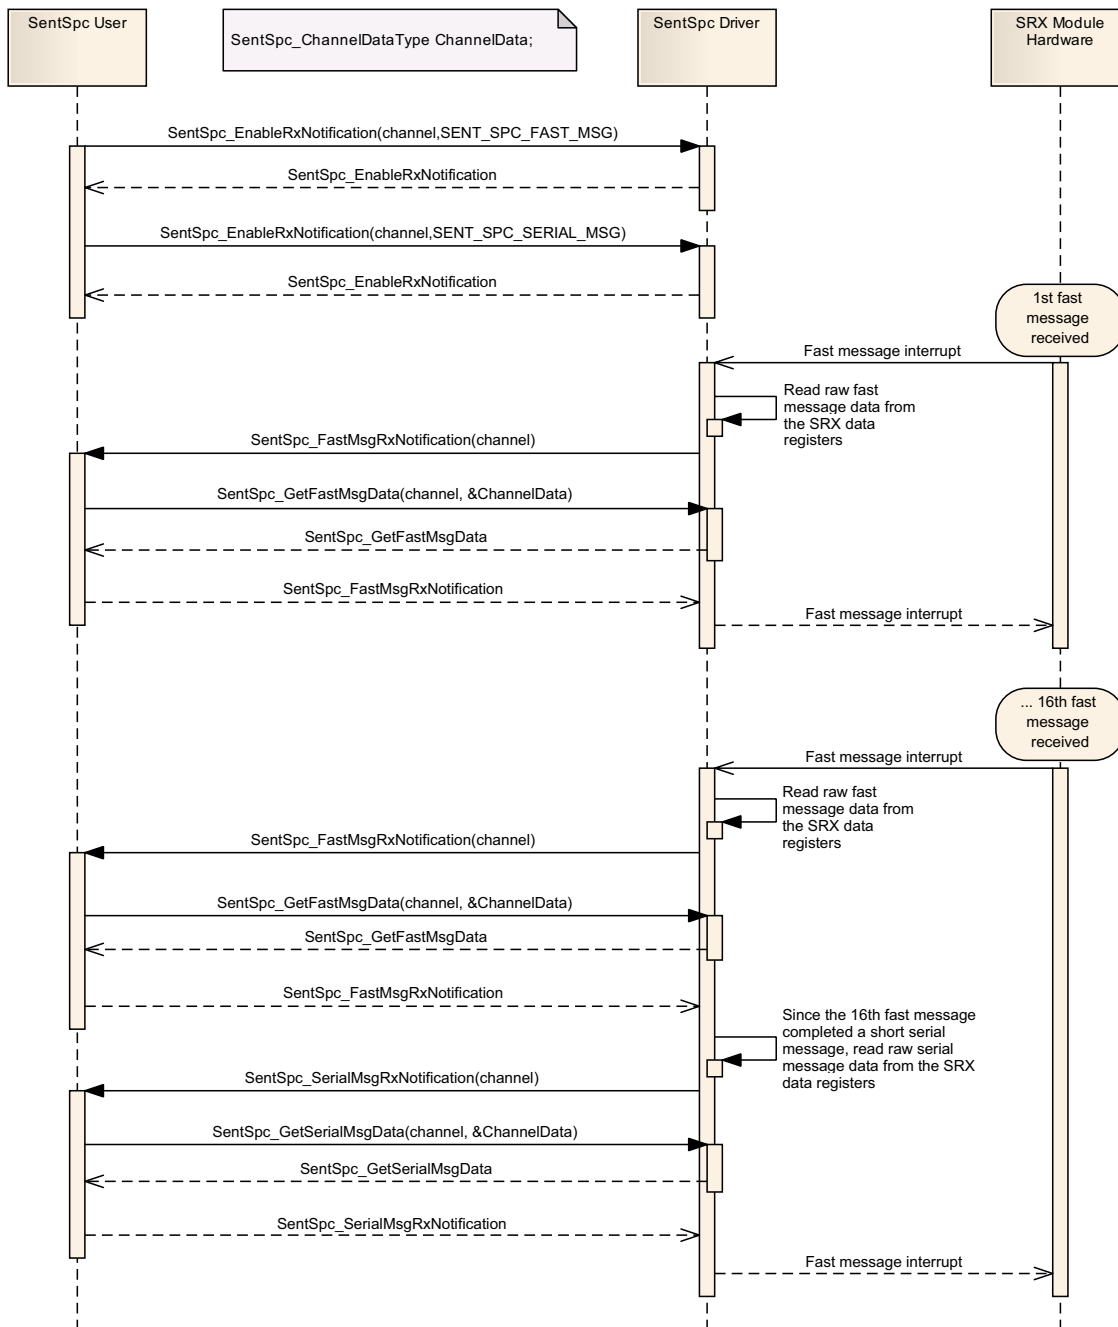 SentSpc User
SentSpc_ChannelDataType ChannelData;
SentSpc Driver
SRX Module
Hardware
SentSpc_EnableRxNotification(channel,SENT_SPC_FAST_MSG)
SentSpc_EnableRxNotification
SentSpc_EnableRxNotification(channel,SENT_SPC_SERIAL_MSG)
SentSpc_EnableRxNotification
1st fast
message
received
Fast message interrupt
Read raw fast
message data from
the SRX data
registers
SentSpc_FastMsgRxNotification(channel)
SentSpc_GetFastMsgData(channel, &ChannelData)
SentSpc_GetFastMsgData
SentSpc_FastMsgRxNotification
Fast message interrupt
... 16th fast
message
received
Fast message interrupt
Read raw fast
message data from
the SRX data
registers
SentSpc_FastMsgRxNotification(channel)
SentSpc_GetFastMsgData(channel, &ChannelData)
SentSpc_GetFastMsgData
SentSpc_FastMsgRxNotification
Since the 16th fast message
completed a short serial
message, read raw serial
message data from the SRX
data registers
SentSpc_SerialMsgRxNotification(channel)
SentSpc_GetSerialMsgData(channel, &ChannelData)
SentSpc_GetSerialMsgData
SentSpc_SerialMsgRxNotification
Fast message interrupt